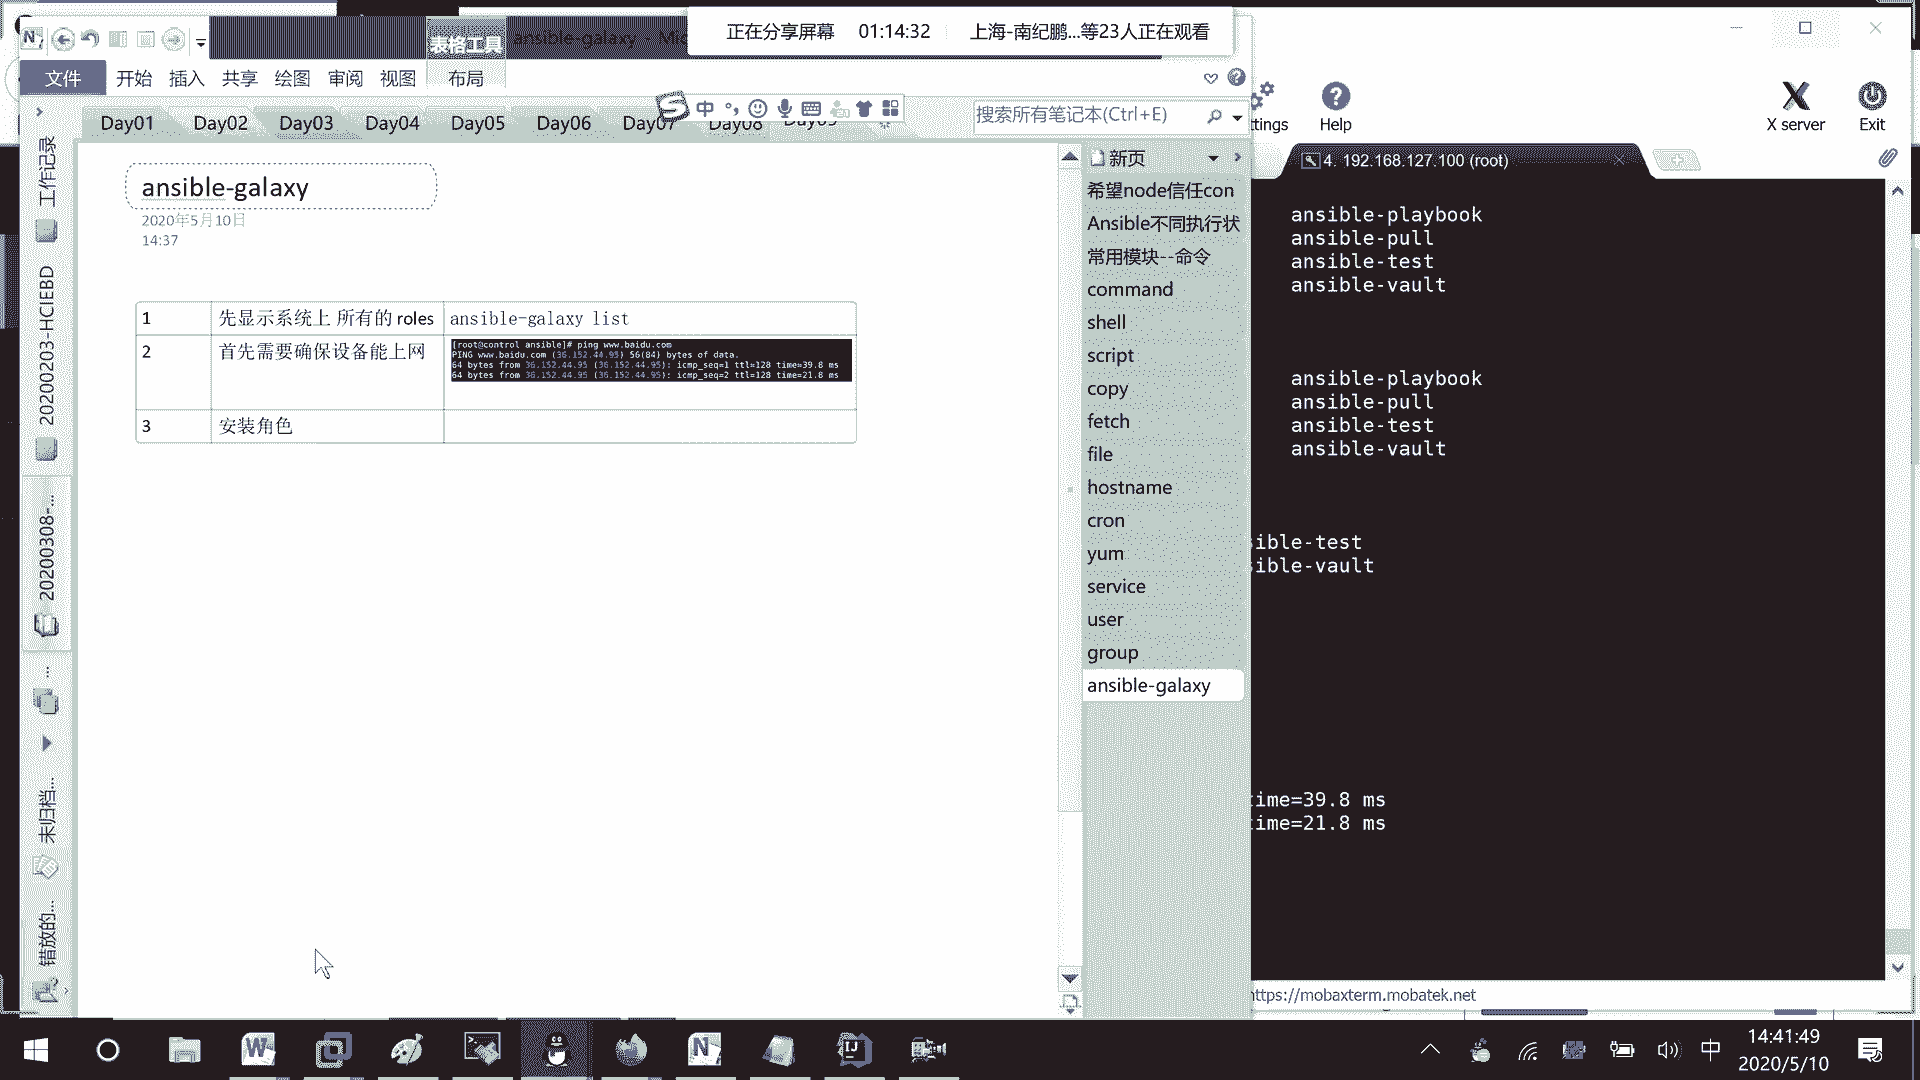 正在分享屏幕 01:14:32 上海-南纪鹏...等23人正在观看
表格工具
ansible-galaxy - Mic
文件 开始 插入 共享 绘图 审阅 视图 布局
中
Day01 Day02 Day03 Day04 Day05 Day06 Day07 Day08 Day09
搜索所有笔记本(Ctrl+E)
工作记录
20200203-HCIEBD
20200308-...
未归档...
错放的...
ansible-galaxy
2020年5月10日
14:37
1 先显示系统上 所有的 roles ansible-galaxy list
2 首先需要确保设备能上网
[root@control ansible]# ping www.baidu.com
PING www.baidu.com (36.152.44.95) 56(84) bytes of data.
64 bytes from 36.152.44.95 (36.152.44.95): icmp_seq=1 ttl=128 time=39.8 ms
64 bytes from 36.152.44.95 (36.152.44.95): icmp_seq=2 ttl=128 time=21.8 ms
3 安装角色
新页
希望node信任con
Ansible不同执行状
常用模块--命令
command
shell
script
copy
fetch
file
hostname
cron
yum
service
user
group
ansible-galaxy
ttings
Help
X server
Exit
4. 192.168.127.100 (root)
ansible-playbook
ansible-pull
ansible-test
ansible-vault
ansible-playbook
ansible-pull
ansible-test
ansible-vault
sible-test
sible-vault
time=39.8 ms
time=21.8 ms
https://mobaxterm.mobatek.net
中
14:41:49
2020/5/10